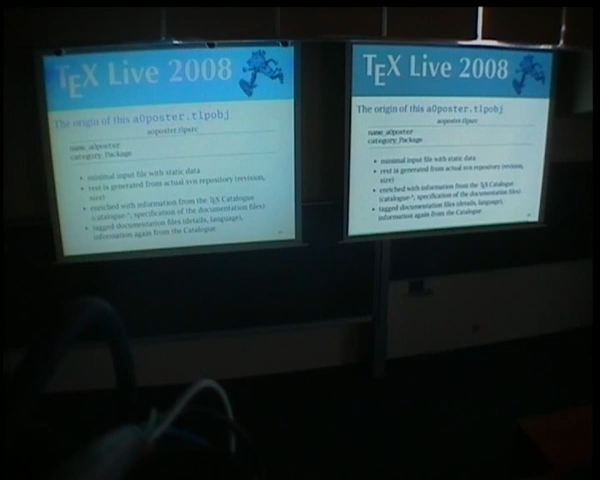 TEX Live 2008
The origin of this a0poster.tlpobj
a0poster.tlpsrc
name a0poster
category Package
• minimal input file with static data
• rest is generated from actual svn repository (revision,
size)
• enriched with information from the TEX Catalogue
(catalogue-*, specification of the documentation files)
• tagged documentation files (details, language),
information again from the Catalogue
TEX Live 2008
The origin of this a0poster.tlpobj
a0poster.tlpsrc
name a0poster
category Package
• minimal input file with static data
• rest is generated from actual svn repository (revision,
size)
• enriched with information from the TEX Catalogue
(catalogue-*, specification of the documentation files)
• tagged documentation files (details, language),
information again from the Catalogue